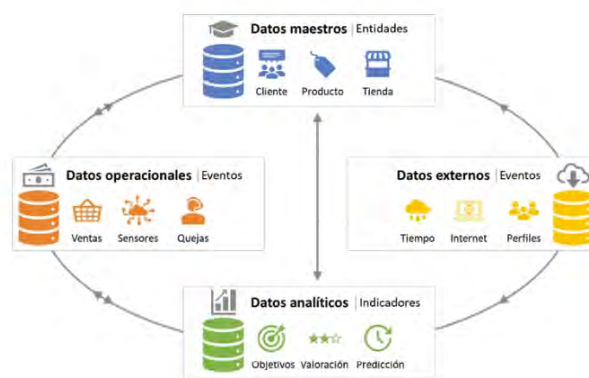 Datos maestros | Entidades
Cliente Producto Tienda
Datos operacionales | Eventos
Ventas Sensores Quejas
Datos externos | Eventos
Tiempo Internet Perfiles
Datos analíticos | Indicadores
Objetivos Valoración Predicción